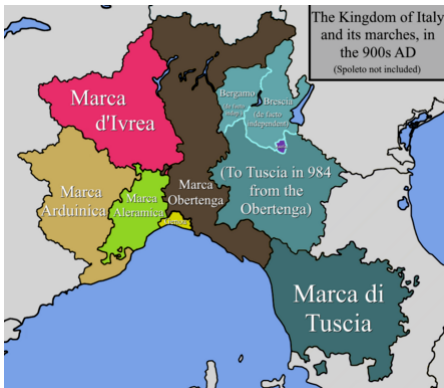 The Kingdom of Italy
and its marches, in
the 900s AD
(Spoleto not included)
Marca
d'Ivrea
Bergamo
Brescia
(de facto
independent)
(To Tuscia in 984
from the
Obertenga)
Marca
Arduinica
Marca
Aleramica
Marca
Obertenga
Marca di
Tuscia